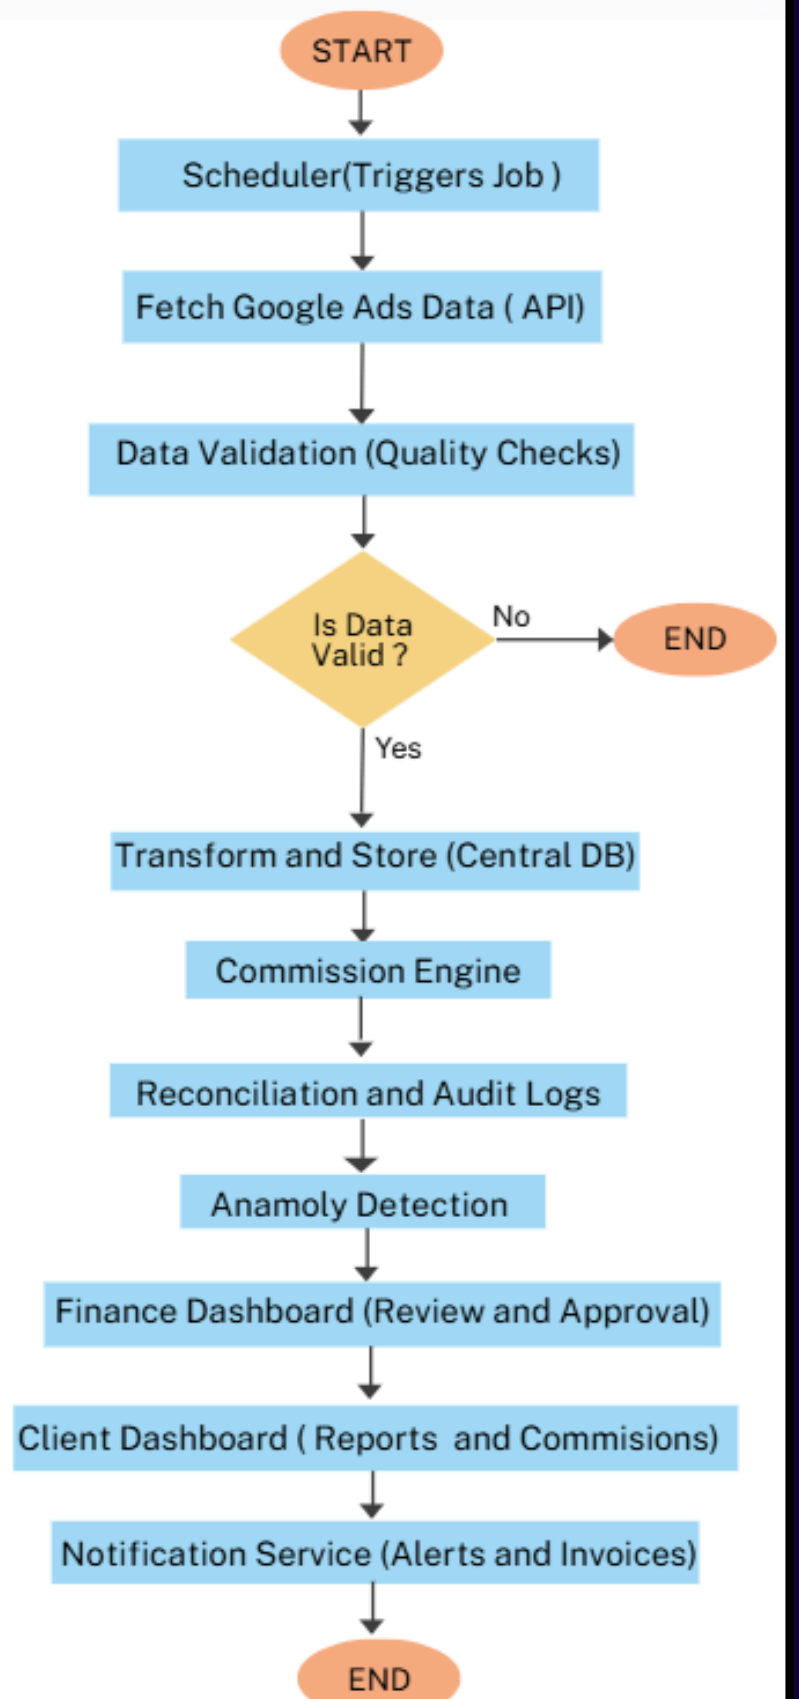 START
Scheduler(Triggers Job )
Fetch Google Ads Data ( API)
Data Validation (Quality Checks)
Is Data
Valid ?
No
END
Yes
Transform and Store (Central DB)
Commission Engine
Reconciliation and Audit Logs
Anamoly Detection
Finance Dashboard (Review and Approval)
Client Dashboard ( Reports  and Commisions)
Notification Service (Alerts and Invoices)
END